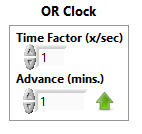 OR Clock
Time Factor (x/sec)
1
Advance (mins.)
1